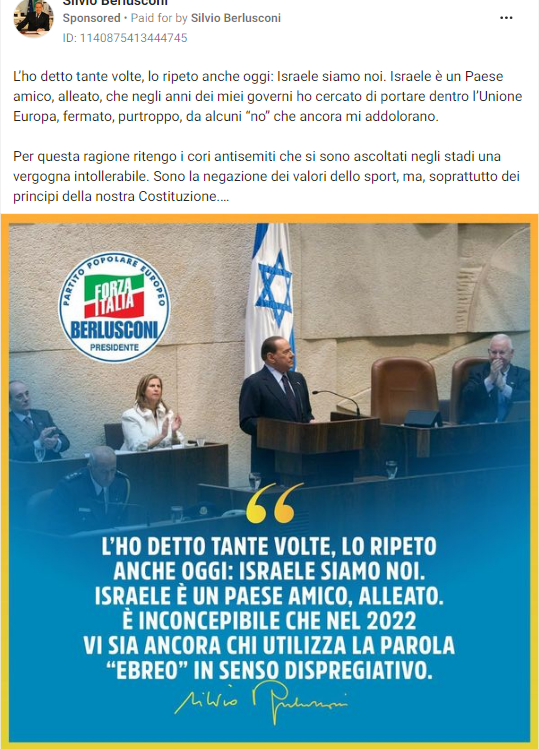 Silvio Berlusconi
Sponsored • Paid for by Silvio Berlusconi
ID: 1140875413444745
L'ho detto tante volte, lo ripeto anche oggi: Israele siamo noi. Israele è un Paese
amico, alleato, che negli anni dei miei governi ho cercato di portare dentro l'Unione
Europa, fermato, purtroppo, da alcuni “no” che ancora mi addolorano.
Per questa ragione ritengo i cori antisemiti che si sono ascoltati negli stadi una
vergogna intollerabile. Sono la negazione dei valori dello sport, ma, soprattutto dei
principi della nostra Costituzione....
PARTITO POPOLARE EUROPEO
FORZA
ITALIA
BERLUSCONI
PRESIDENTE
“
L'HO DETTO TANTE VOLTE, LO RIPETO
ANCHE OGGI: ISRAELE SIAMO NOI.
ISRAELE È UN PAESE AMICO, ALLEATO.
È INCONCEPIBILE CHE NEL 2022
VI SIA ANCORA CHI UTILIZZA LA PAROLA
“EBREO” IN SENSO DISPREGIATIVO.
Silvio Berlusconi